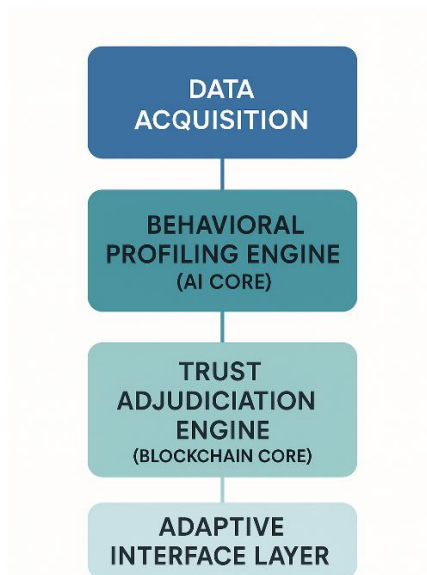 DATA
ACQUISITION
BEHAVIORAL
PROFILING ENGINE
(AI CORE)
TRUST
ADJUDICIATION
ENGINE
(BLOCKCHAIN CORE)
ADAPTIVE
INTERFACE LAYER